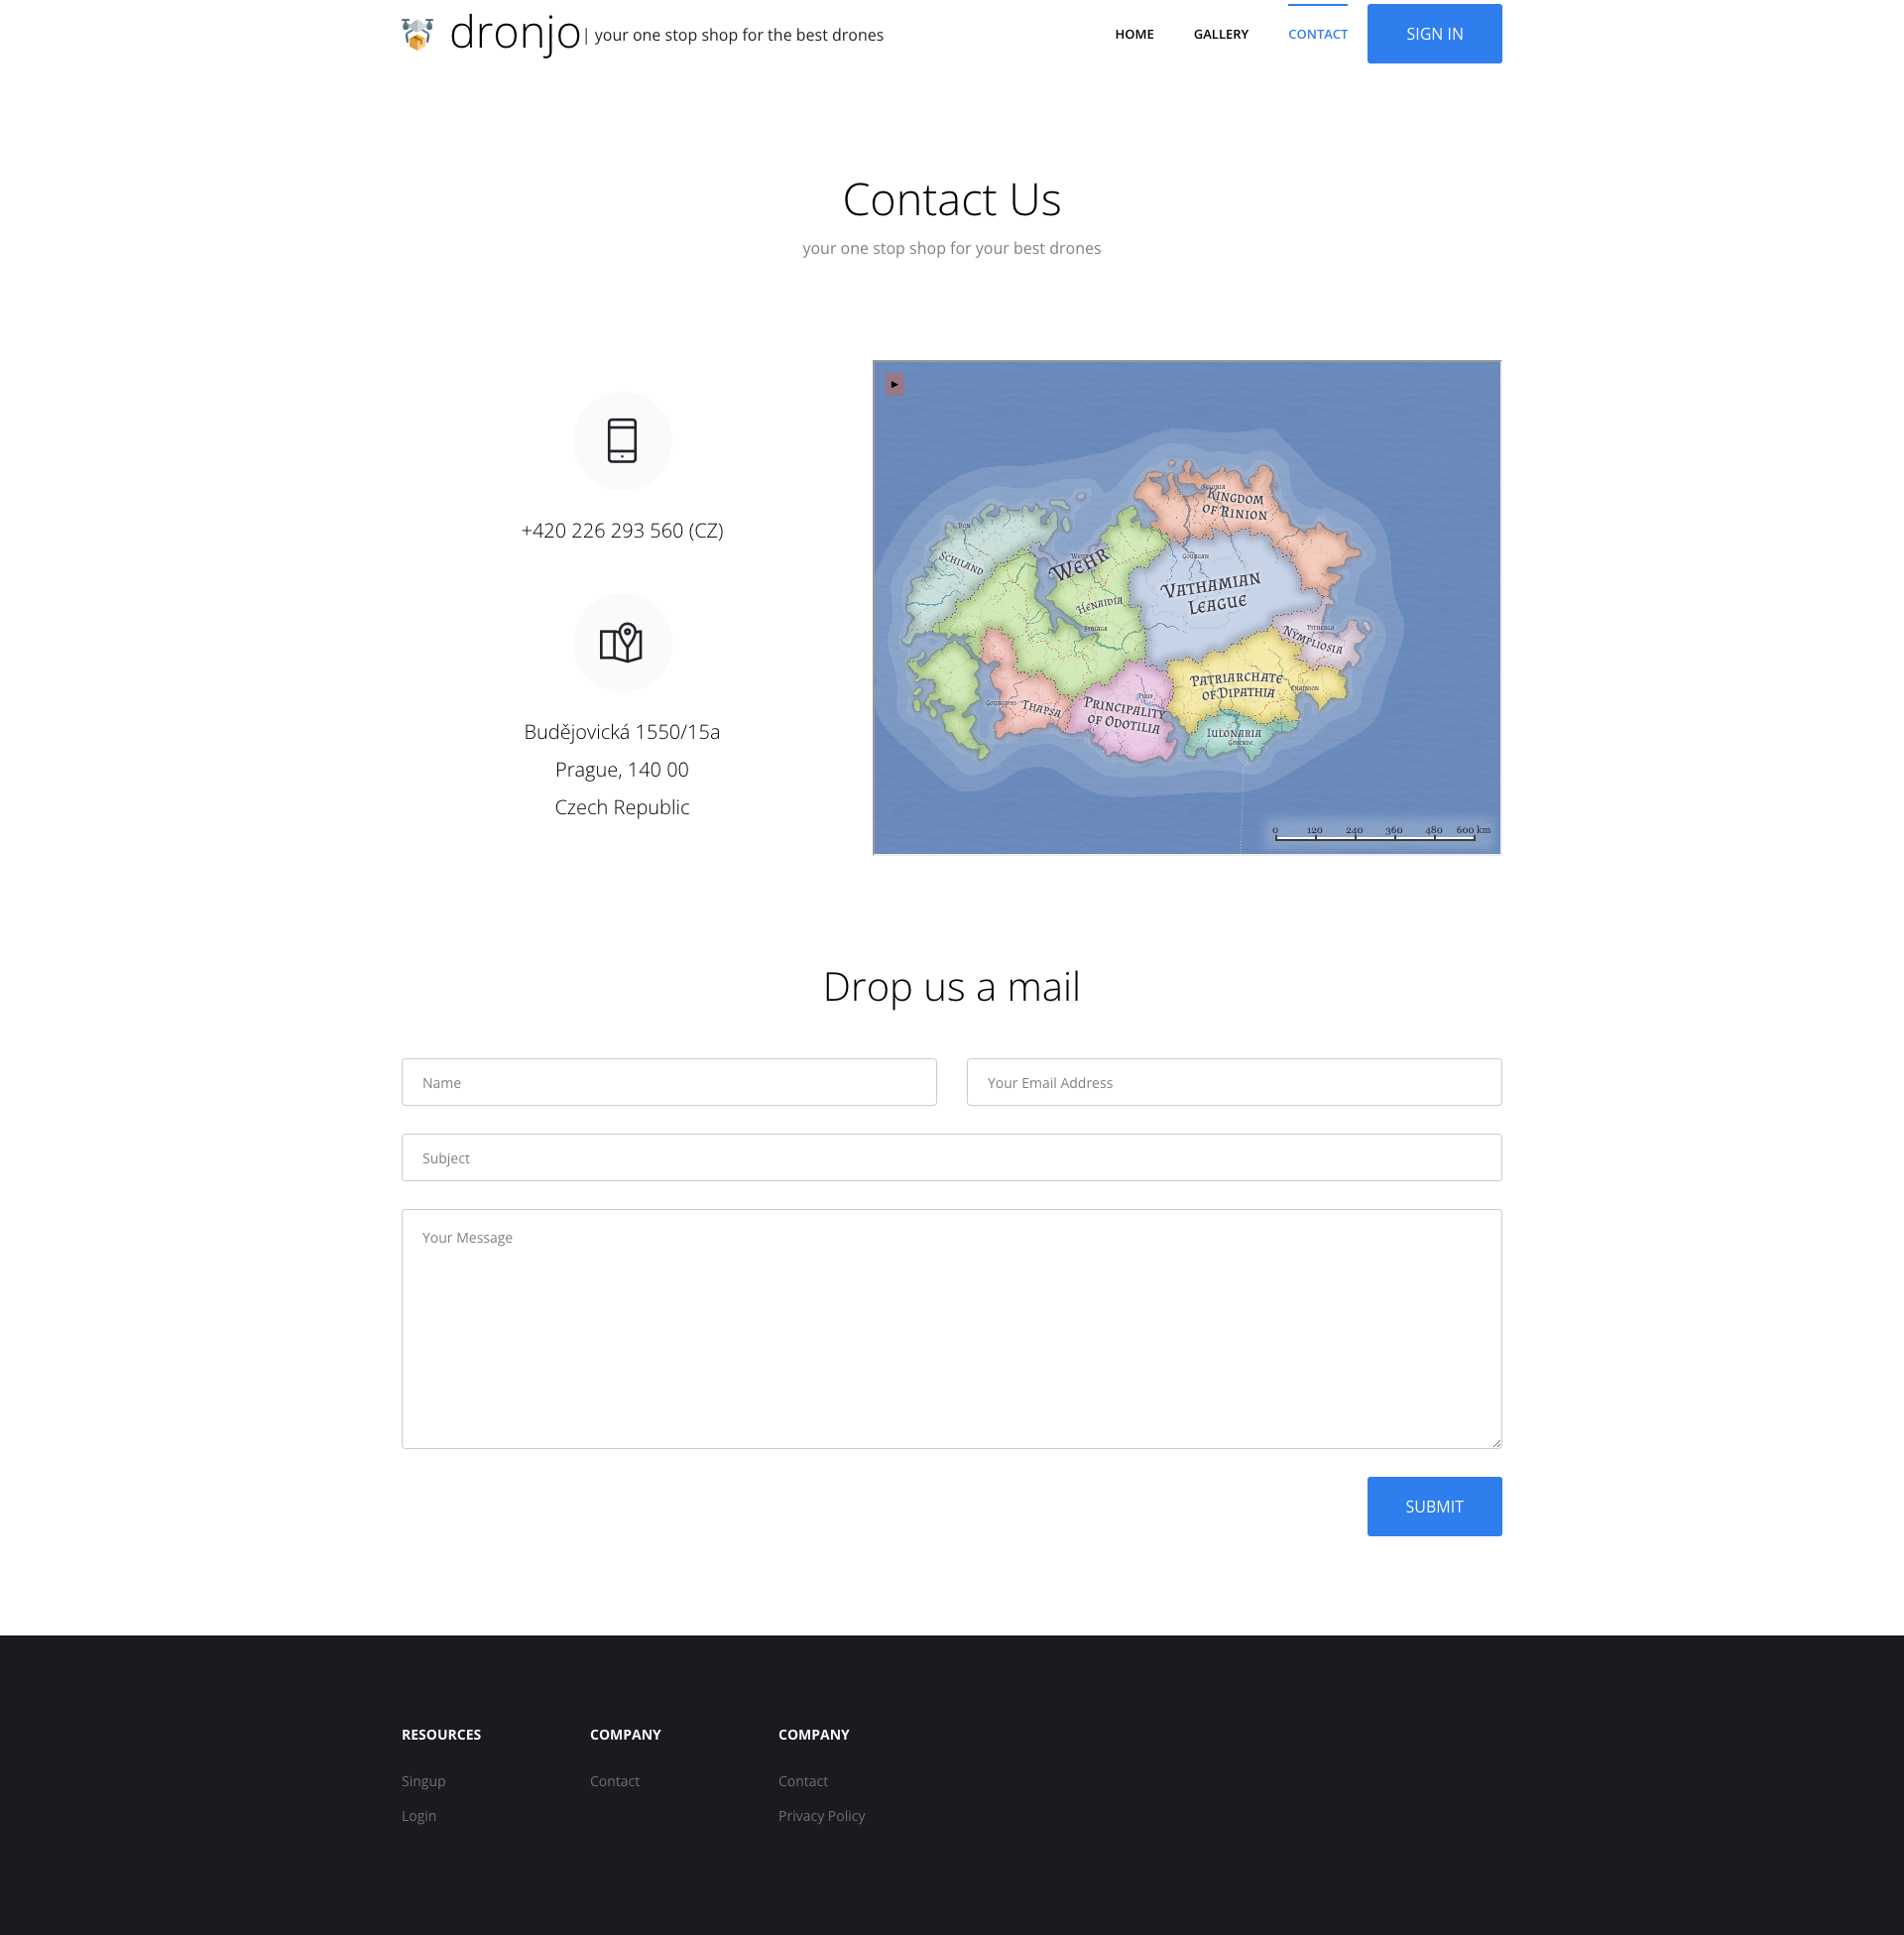 dronjo | your one stop shop for the best drones
HOME GALLERY CONTACT SIGN IN
Contact Us
your one stop shop for your best drones
+420 226 293 560 (CZ)
Budějovická 1550/15a
Prague, 140 00
Czech Republic
KINGDOM
OF RINION
SCHILAND
WEHR
VATHAMIAN
LEAGUE
HENAIDIA
NYMPLIOSIA
PATRIARCHATE
OF DIPATHIA
THAPSA
PRINCIPALITY
OF ODOTILIA
IULONARIA
0 120 240 360 480 600 km
Drop us a mail
Name
Your Email Address
Subject
Your Message
SUBMIT
RESOURCES
Singup
Login
COMPANY
Contact
COMPANY
Contact
Privacy Policy